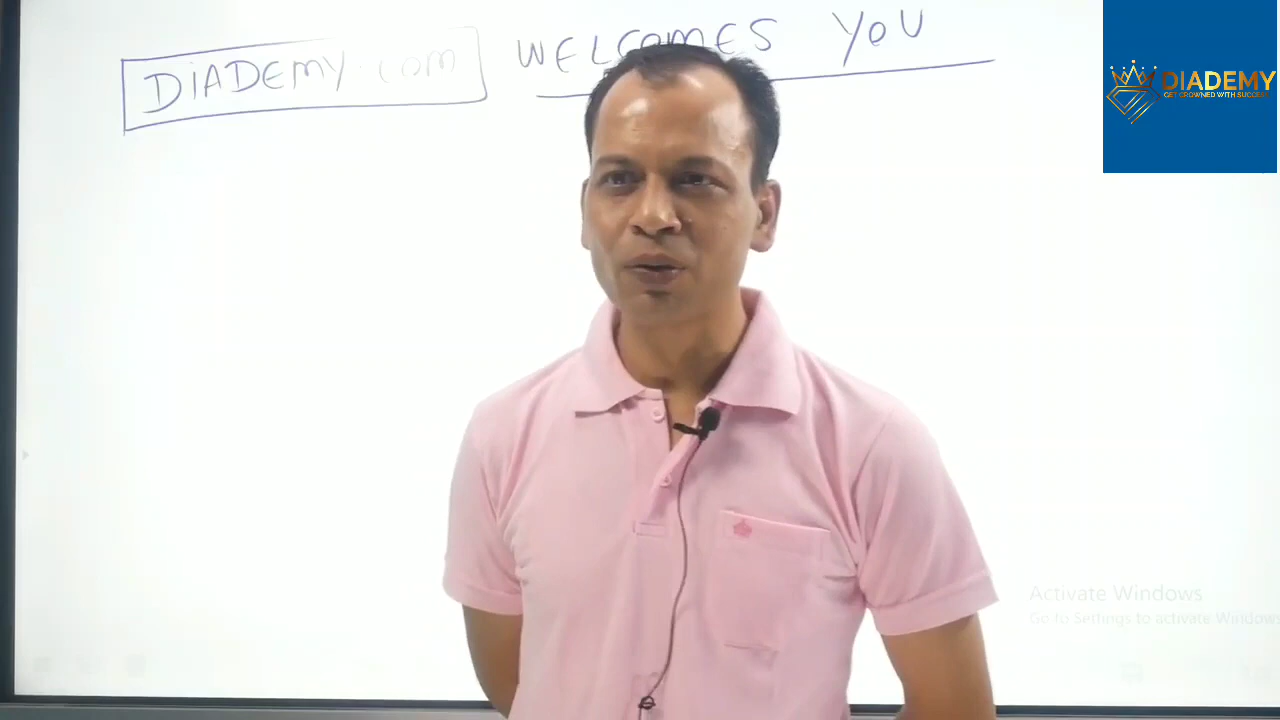 DiADEMY.com WELCOMES YOU
DIADEMY
GET CROWNED WITH SUCCESS
Activate Windows
Go to Settings to activate Windows